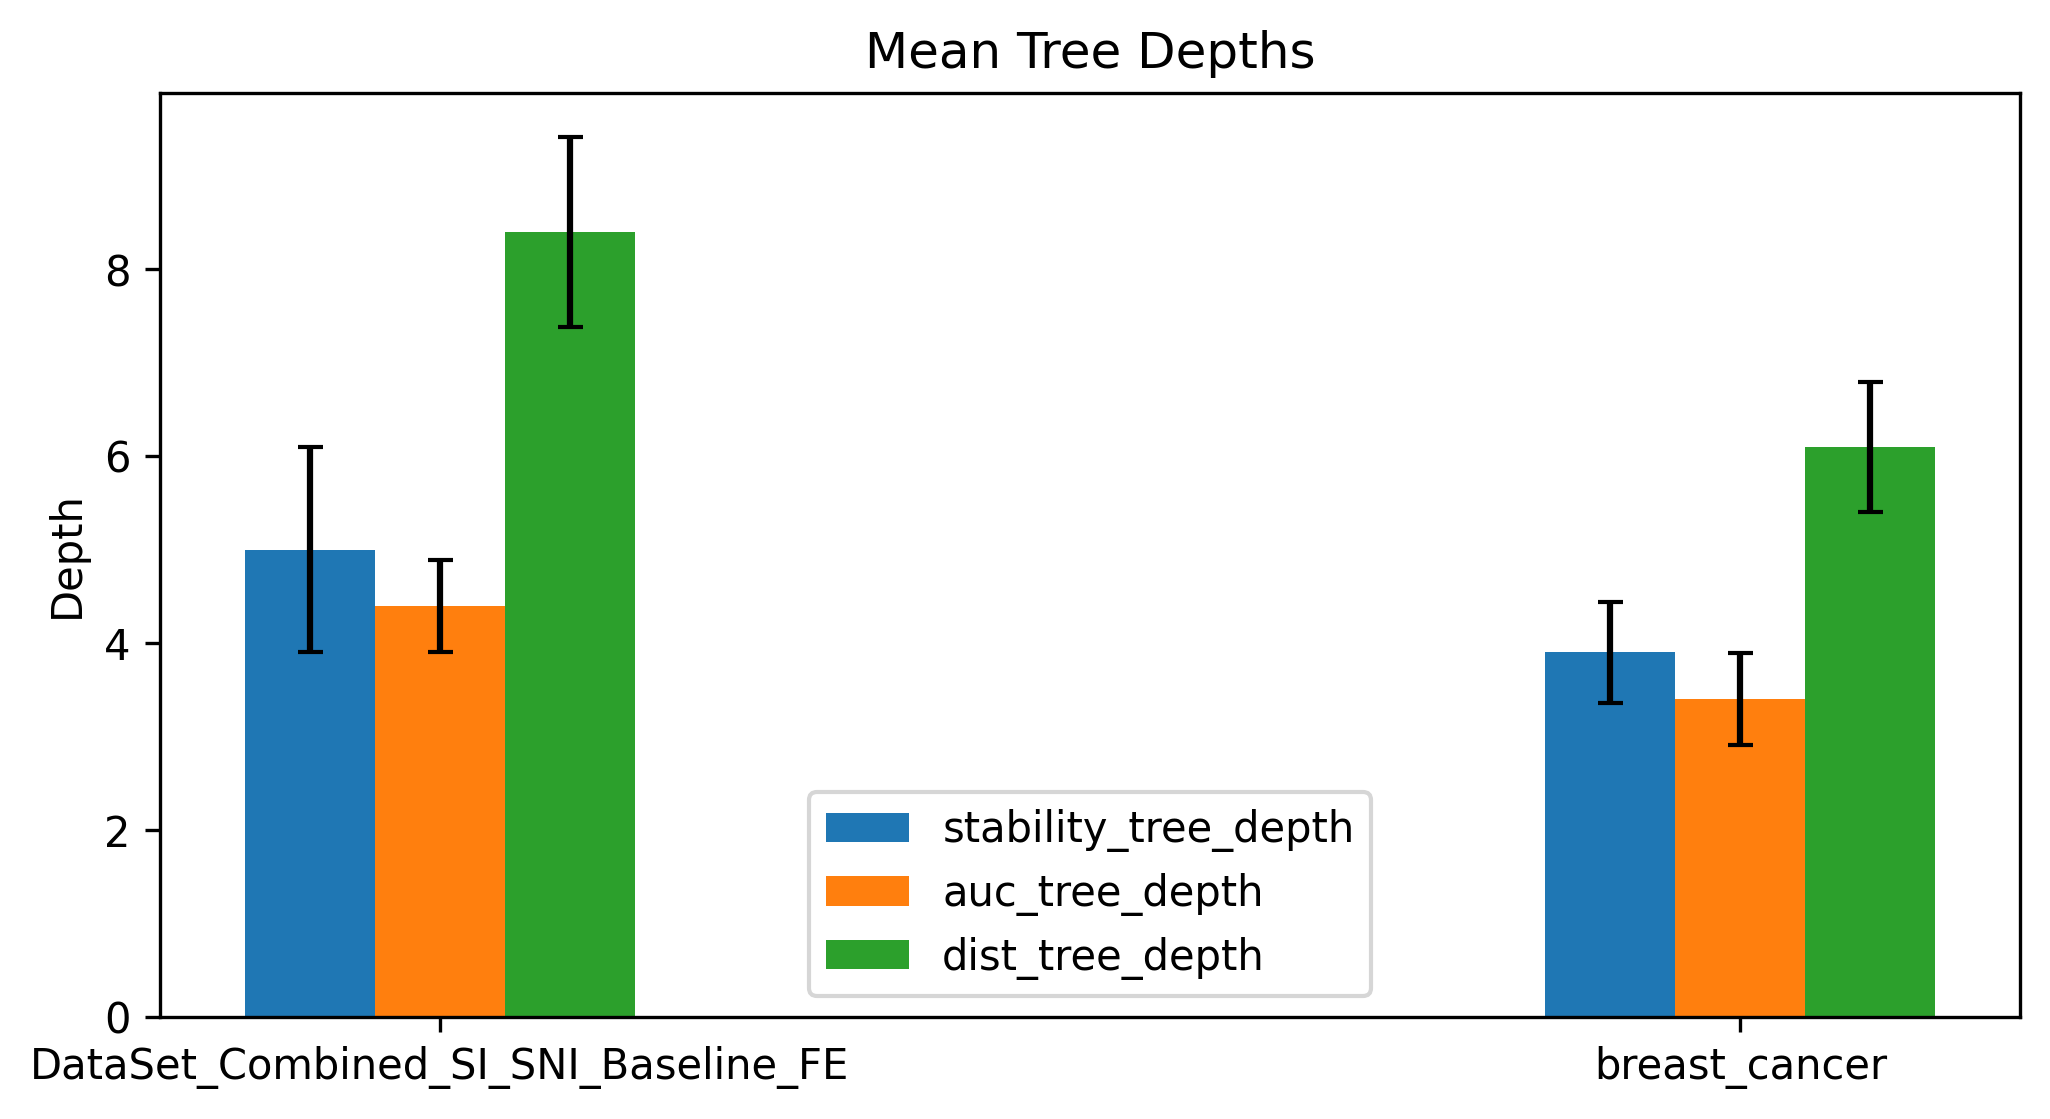 Mean Tree Depths
Depth
8
6
4
2
0
stability_tree_depth
auc_tree_depth
dist_tree_depth
DataSet_Combined_SI_SNI_Baseline_FE
breast_cancer